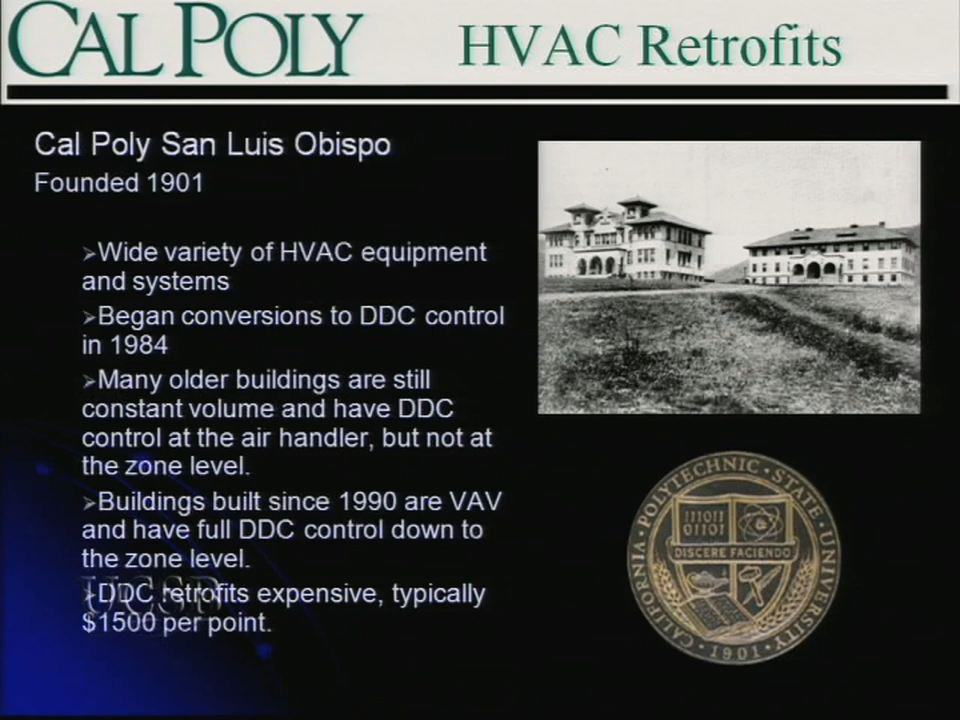 CAL POLY
HVAC Retrofits
Cal Poly San Luis Obispo
Founded 1901
➢Wide variety of HVAC equipment
and systems
➢Began conversions to DDC control
in 1984
➢Many older buildings are still
constant volume and have DDC
control at the air handler, but not at
the zone level.
➢Buildings built since 1990 are VAV
and have full DDC control down to
the zone level.
➢DDC retrofits expensive, typically
$1500 per point.
UCSB
CALIFORNIA · POLYTECHNIC · STATE · UNIVERSITY ·
111011
01101
DISCERE FACIENDO
· 1901 ·